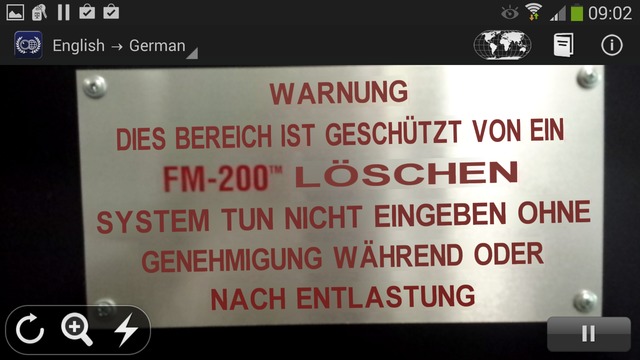 09:02
English → German
WARNUNG
DIES BEREICH IST GESCHÜTZT VON EIN
FM-200™ LÖSCHEN
SYSTEM TUN NICHT EINGEBEN OHNE
GENEHMIGUNG WÄHREND ODER
NACH ENTLASTUNG